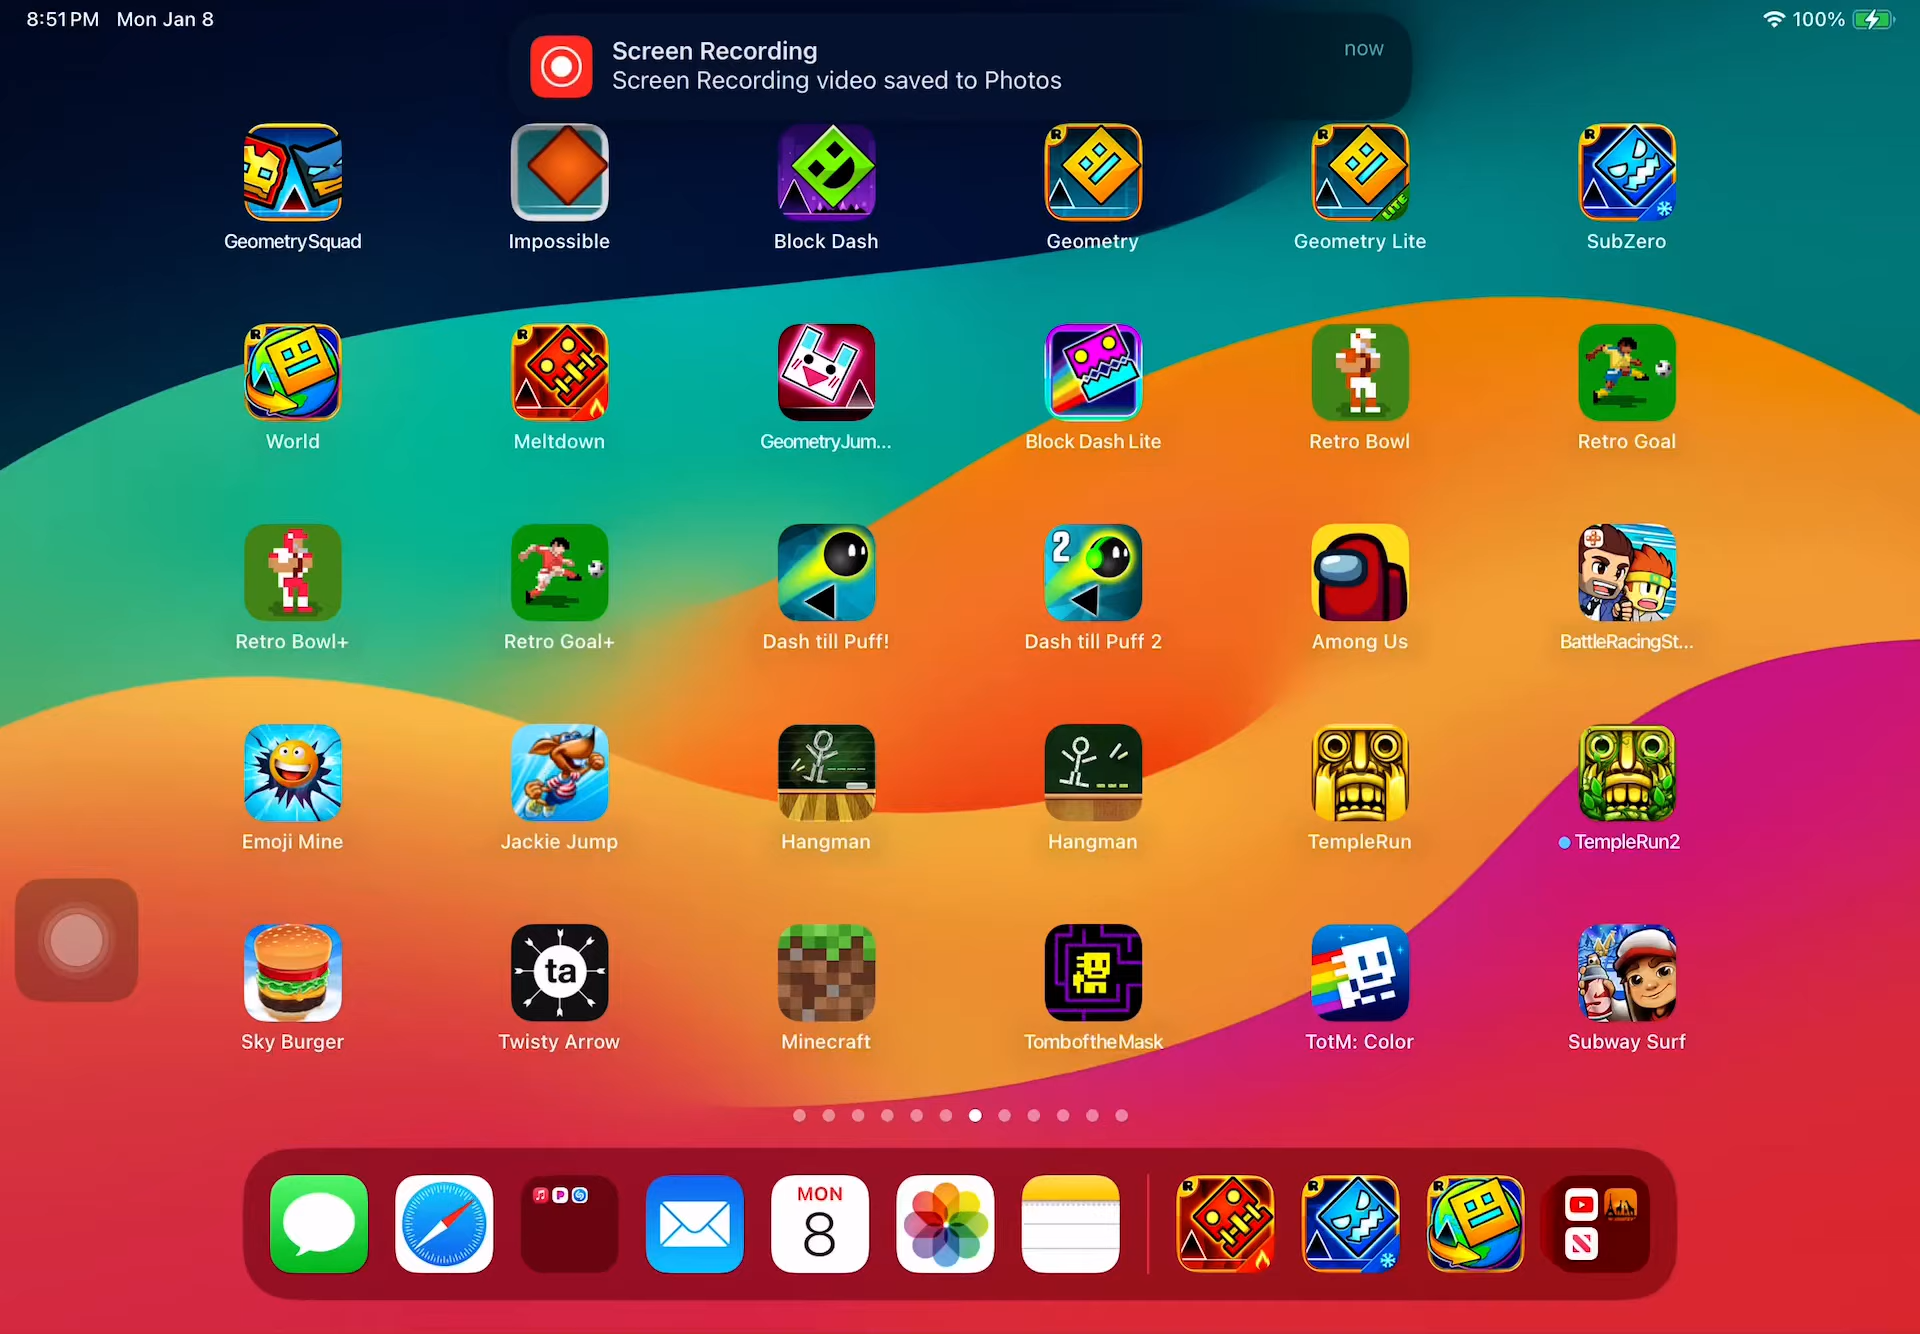 8:51 PM Mon Jan 8
100%
Screen Recording
now
Screen Recording video saved to Photos
GeometrySquad
Impossible
Block Dash
Geometry
Geometry Lite
SubZero
LITE
World
Meltdown
GeometryJum...
Block Dash Lite
Retro Bowl
Retro Goal
2
Retro Bowl+
Retro Goal+
Dash till Puff!
Dash till Puff 2
Among Us
BattleRacingSt...
Emoji Mine
Jackie Jump
Hangman
Hangman
TempleRun
TempleRun2
ta
Sky Burger
Twisty Arrow
Minecraft
TomboftheMask
TotM: Color
Subway Surf
MON
8